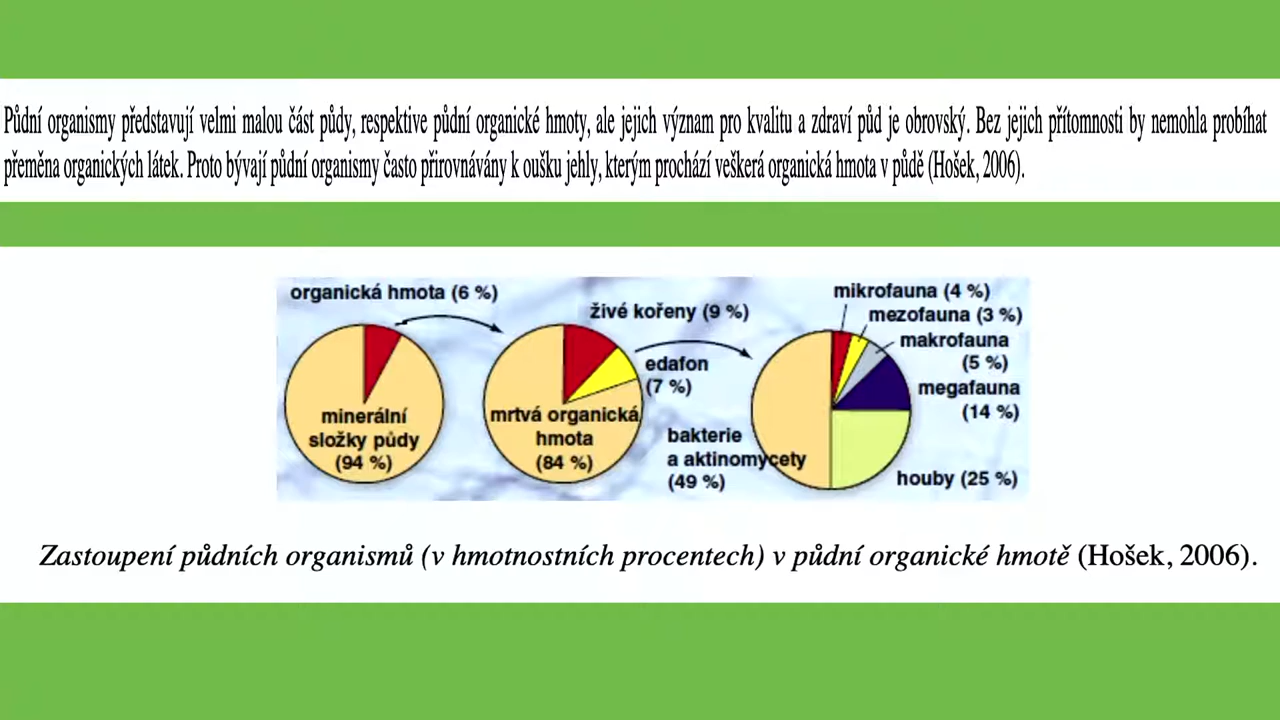 Půdní organismy představují velmi malou část půdy, respektive půdní organické hmoty, ale jejich význam pro kvalitu a zdraví půd je obrovský. Bez jejich přítomnosti by nemohla probíhat
přeměna organických látek. Proto bývají půdní organismy často přirovnávány k oušku jehly, kterým prochází veškerá organická hmota v půdě (Hošek, 2006).
organická hmota (6 %)
minerální
složky půdy
(94 %)
živé kořeny (9 %)
edafon
(7 %)
mrtvá organická
hmota
(84 %)
mikrofauna (4 %)
mezofauna (3 %)
makrofauna
(5 %)
megafauna
(14 %)
bakterie
a aktinomycety
(49 %)
houby (25 %)
Zastoupení půdních organismů (v hmotnostních procentech) v půdní organické hmotě (Hošek, 2006).